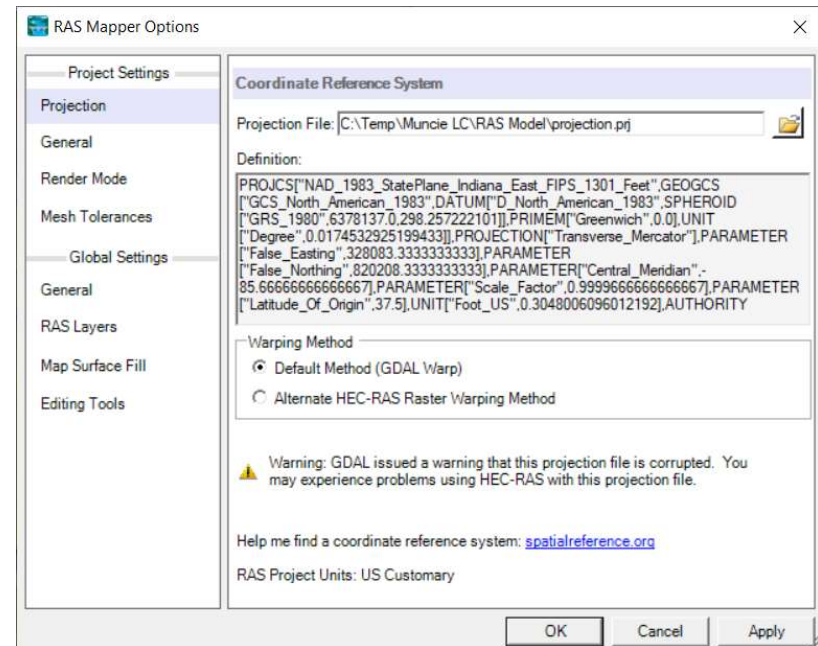 RAS Mapper Options
Project Settings
Projection
General
Render Mode
Mesh Tolerances
Global Settings
General
RAS Layers
Map Surface Fill
Editing Tools
Coordinate Reference System
Projection File: C:\Temp\Muncie LC\RAS Model\projection.prj
Definition:
PROJCS["NAD_1983_StatePlane_Indiana_East_FIPS_1301_Feet",GEOGCS
["GCS_North_American_1983",DATUM["D_North_American_1983",SPHEROID
["GRS_1980",6378137.0,298.257222101]],PRIMEM["Greenwich",0.0],UNIT
["Degree",0.0174532925199433]],PROJECTION["Transverse_Mercator"],PARAMETER
["False_Easting",328083.3333333333],PARAMETER
["False_Northing",820208.3333333333],PARAMETER["Central_Meridian",-
85.66666666666667],PARAMETER["Scale_Factor",0.9999666666666667],PARAMETER
["Latitude_Of_Origin",37.5],UNIT["Foot_US",0.3048006096012192],AUTHORITY
Warping Method
Default Method (GDAL Warp)
Alternate HEC-RAS Raster Warping Method
Warning: GDAL issued a warning that this projection file is corrupted. You
may experience problems using HEC-RAS with this projection file.
Help me find a coordinate reference system: spatialreference.org
RAS Project Units: US Customary
OK
Cancel
Apply